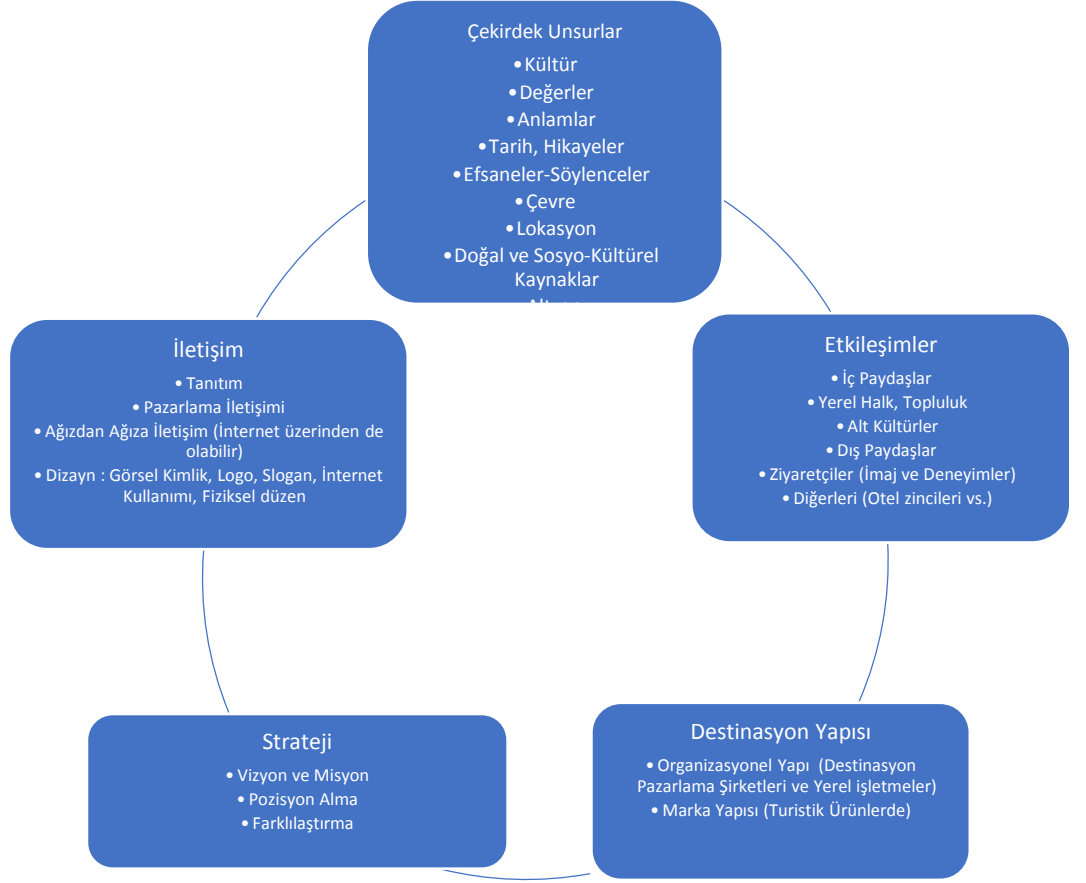 Çekirdek Unsurlar
• Kültür
• Değerler
• Anlamlar
• Tarih, Hikayeler
• Efsaneler-Söylenceler
• Çevre
• Lokasyon
• Doğal ve Sosyo-Kültürel
Kaynaklar
Etkileşimler
• İç Paydaşlar
• Yerel Halk, Topluluk
• Alt Kültürler
• Dış Paydaşlar
• Ziyaretçiler (İmaj ve Deneyimler)
• Diğerleri (Otel zincileri vs.)
Destinasyon Yapısı
• Organizasyonel Yapı (Destinasyon
Pazarlama Şirketleri ve Yerel işletmeler)
• Marka Yapısı (Turistik Ürünlerde)
Strateji
• Vizyon ve Misyon
• Pozisyon Alma
• Farklılaştırma
İletişim
• Tanıtım
• Pazarlama İletişimi
• Ağızdan Ağıza İletişim (İnternet üzerinden de
olabilir)
• Dizayn : Görsel Kimlik, Logo, Slogan, İnternet
Kullanımı, Fiziksel düzen